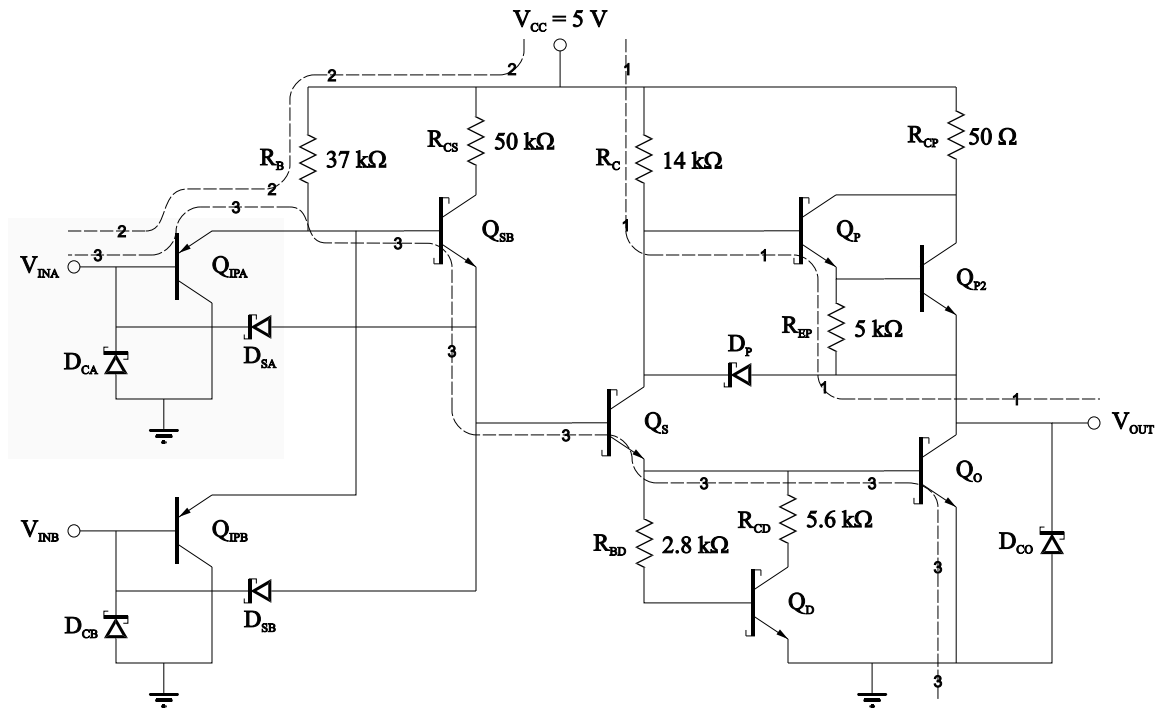 V_CC = 5 V
1
2
2
R_B
37 kΩ
R_CS
50 kΩ
R_C
14 kΩ
R_CP
50 Ω
2
2
3
3
3
V_INA
Q_IPA
Q_SB
1
1
Q_P
Q_P2
D_CA
D_SA
3
R_EP
5 kΩ
D_P
1
1
3
Q_S
V_OUT
3
3
Q_O
V_INB
Q_IPB
R_BD
2.8 kΩ
R_CD
5.6 kΩ
D_CO
3
D_CB
D_SB
Q_D
3